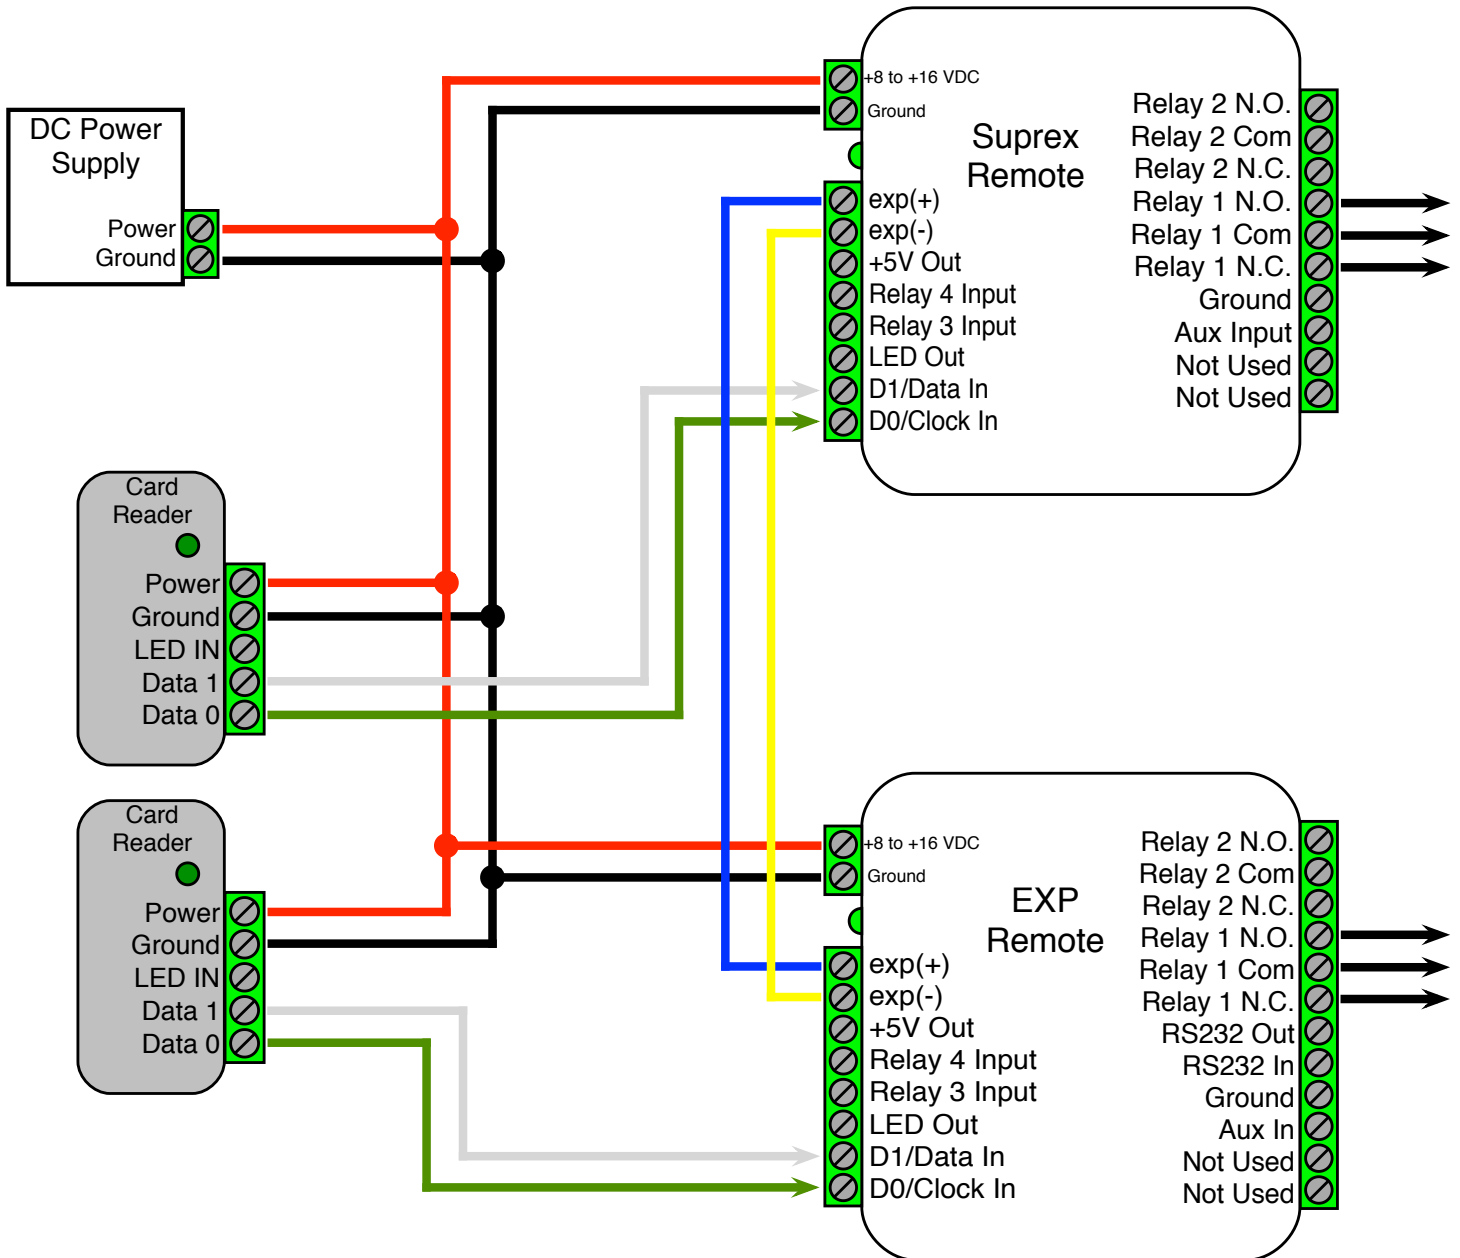 DC Power
Supply
Power
Ground
Card
Reader
Power
Ground
LED IN
Data 1
Data 0
Card
Reader
Power
Ground
LED IN
Data 1
Data 0
+8 to +16 VDC
Ground
Suprex
Remote
exp(+)
exp(-)
+5V Out
Relay 4 Input
Relay 3 Input
LED Out
D1/Data In
D0/Clock In
Relay 2 N.O.
Relay 2 Com
Relay 2 N.C.
Relay 1 N.O.
Relay 1 Com
Relay 1 N.C.
Ground
Aux Input
Not Used
Not Used
+8 to +16 VDC
Ground
EXP
Remote
exp(+)
exp(-)
+5V Out
Relay 4 Input
Relay 3 Input
LED Out
D1/Data In
D0/Clock In
Relay 2 N.O.
Relay 2 Com
Relay 2 N.C.
Relay 1 N.O.
Relay 1 Com
Relay 1 N.C.
RS232 Out
RS232 In
Ground
Aux In
Not Used
Not Used